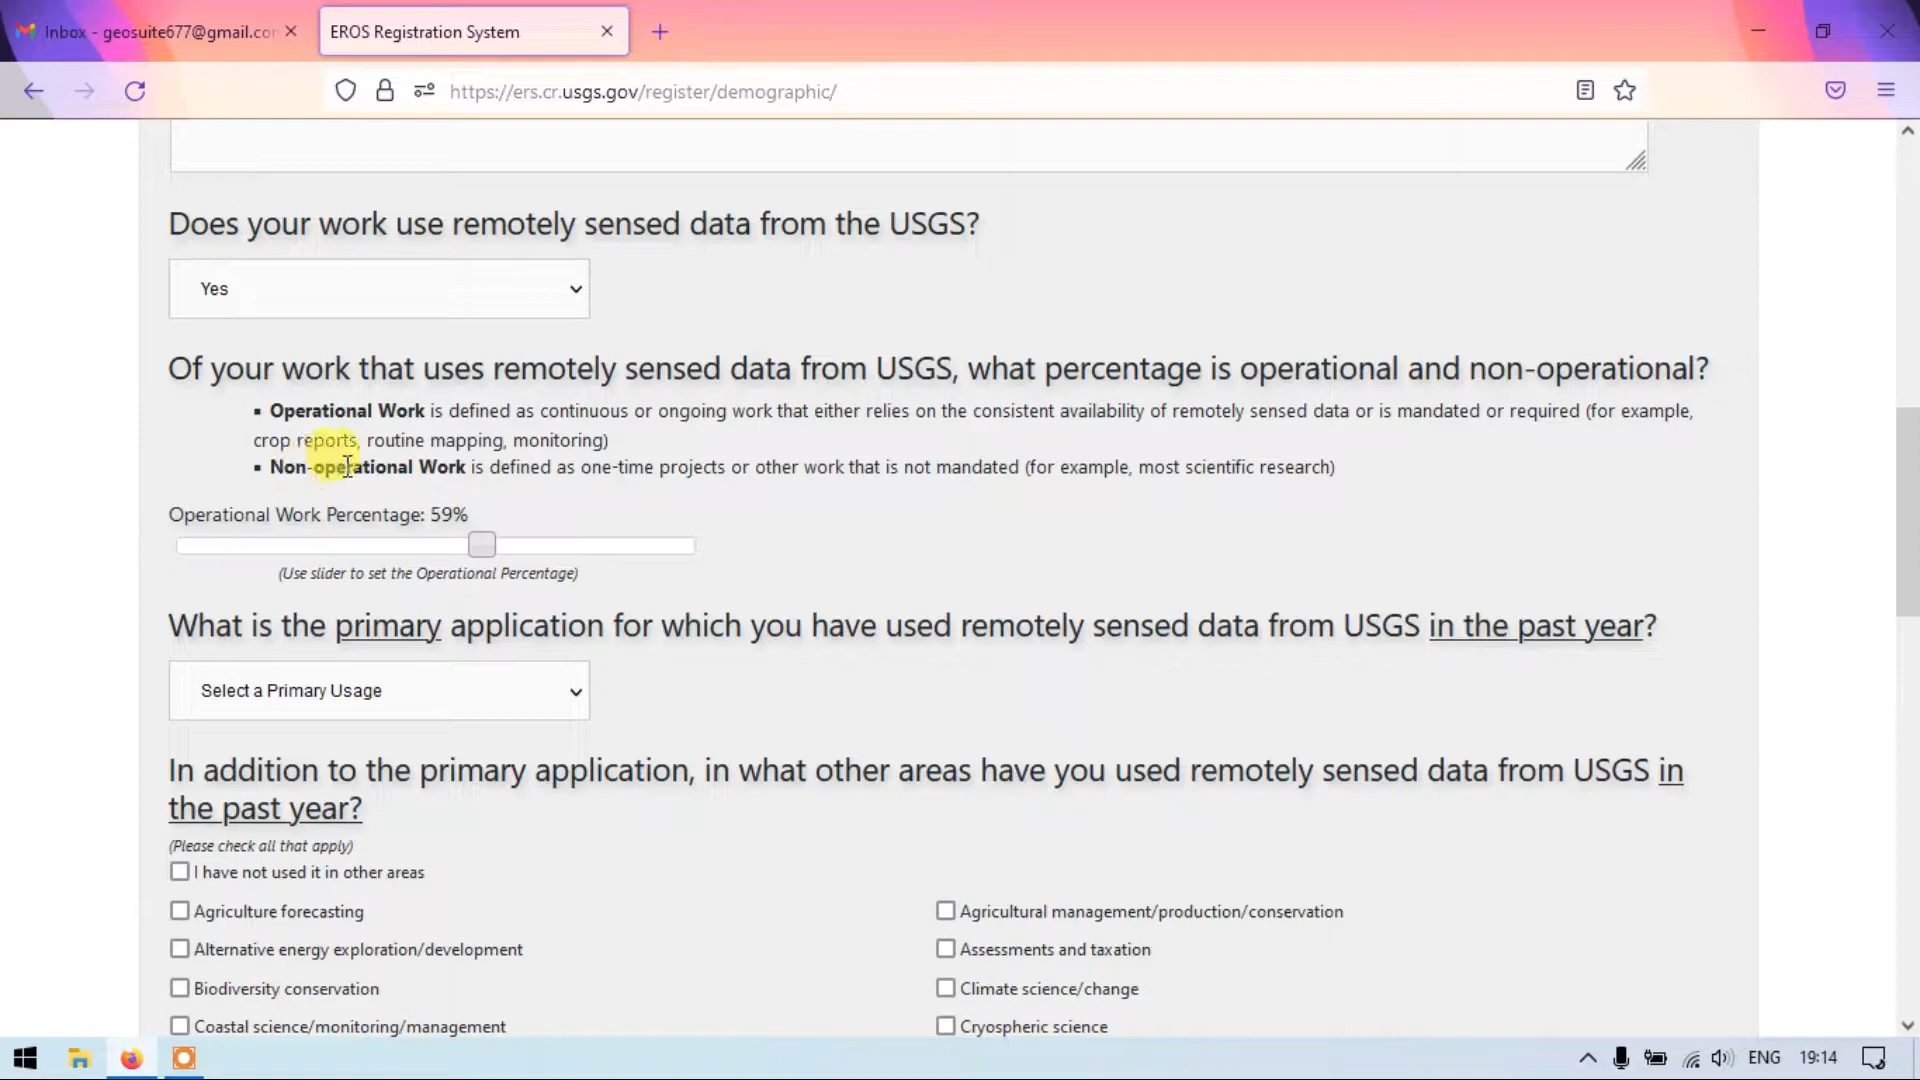 Inbox - geosuite677@gmail.co
EROS Registration System
https://ers.cr.usgs.gov/register/demographic/
Does your work use remotely sensed data from the USGS?
Yes
Of your work that uses remotely sensed data from USGS, what percentage is operational and non-operational?
▪ Operational Work is defined as continuous or ongoing work that either relies on the consistent availability of remotely sensed data or is mandated or required (for example,
crop reports, routine mapping, monitoring)
▪ Non-operational Work is defined as one-time projects or other work that is not mandated (for example, most scientific research)
Operational Work Percentage: 59%
(Use slider to set the Operational Percentage)
What is the primary application for which you have used remotely sensed data from USGS in the past year?
Select a Primary Usage
In addition to the primary application, in what other areas have you used remotely sensed data from USGS in
the past year?
(Please check all that apply)
I have not used it in other areas
Agriculture forecasting
Agricultural management/production/conservation
Alternative energy exploration/development
Assessments and taxation
Biodiversity conservation
Climate science/change
Coastal science/monitoring/management
Cryospheric science
ENG
19:14